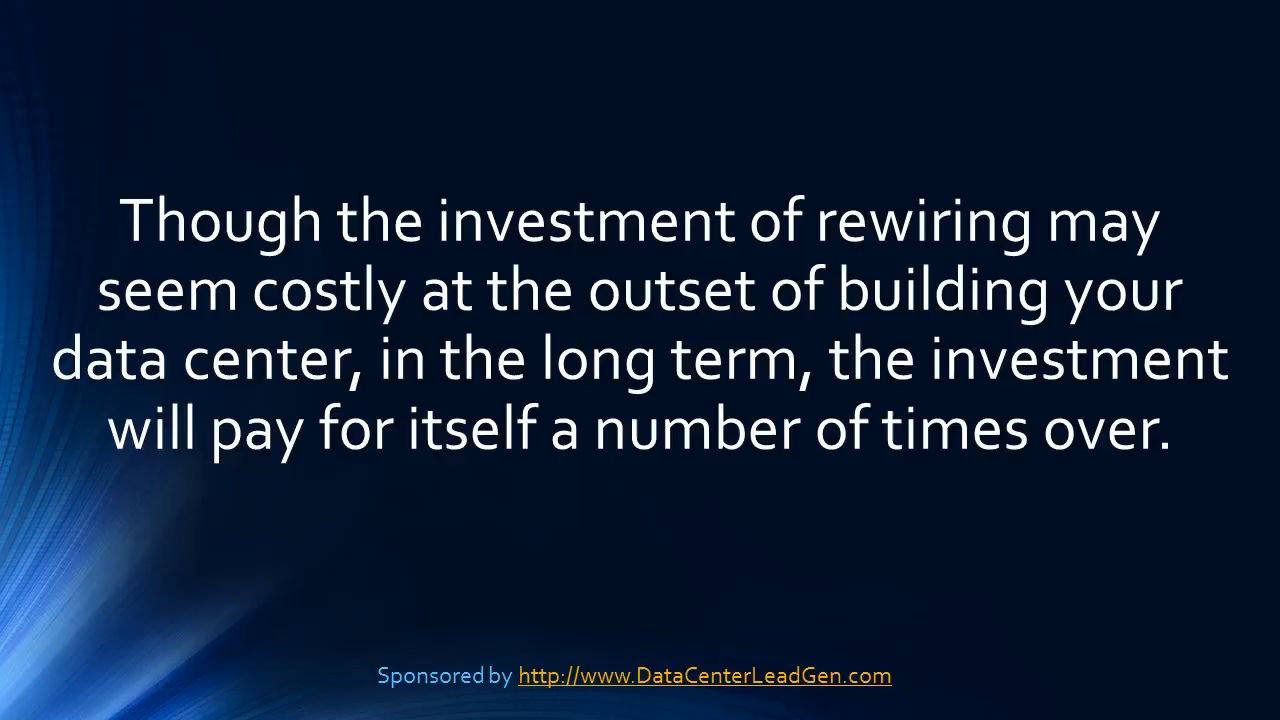 Though the investment of rewiring may
seem costly at the outset of building your
data center, in the long term, the investment
will pay for itself a number of times over.
Sponsored by http://www.DataCenterLeadGen.com